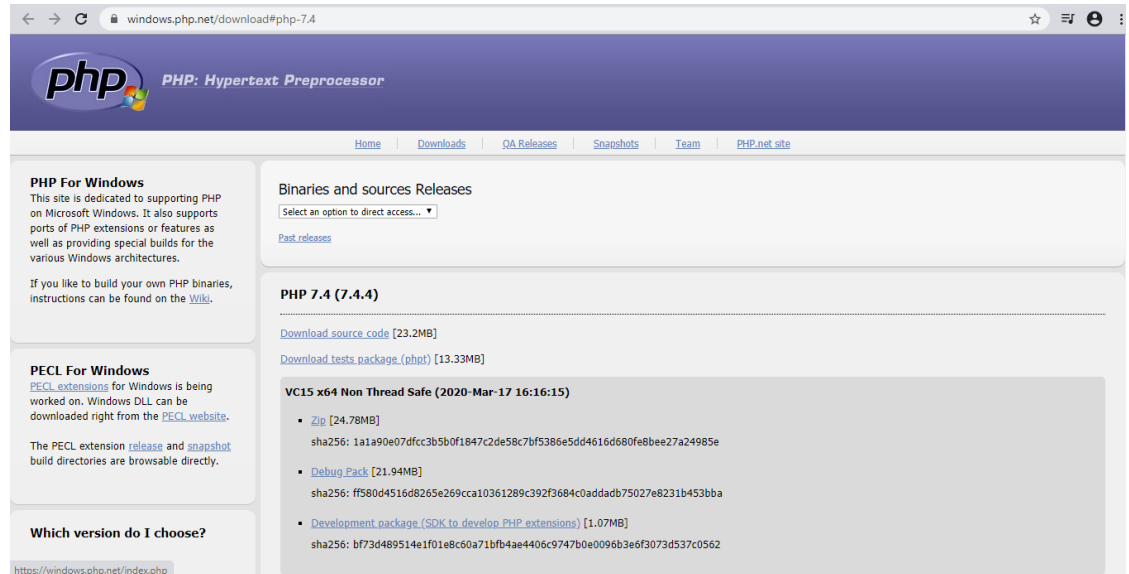 windows.php.net/download#php-7.4
php
PHP: Hypertext Preprocessor
Home
Downloads
QA Releases
Snapshots
Team
PHP.net site
PHP For Windows
This site is dedicated to supporting PHP
on Microsoft Windows. It also supports
ports of PHP extensions or features as
well as providing special builds for the
various Windows architectures.
If you like to build your own PHP binaries,
instructions can be found on the Wiki.
PECL For Windows
PECL extensions for Windows is being
worked on. Windows DLL can be
downloaded right from the PECL website.
The PECL extension release and snapshot
build directories are browsable directly.
Which version do I choose?
https://windows.php.net/index.php
Binaries and sources Releases
Select an option to direct access...
Past releases
PHP 7.4 (7.4.4)
Download source code [23.2MB]
Download tests package (phpt) [13.33MB]
VC15 x64 Non Thread Safe (2020-Mar-17 16:16:15)
Zip [24.78MB]
sha256: 1a1a90e07dfcc3b5b0f1847c2de58c7bf5386e5dd4616d680fe8bee27a24985e
Debug Pack [21.94MB]
sha256: ff580d4516d8265e269cca10361289c392f3684c0addadb75027e8231b453bba
Development package (SDK to develop PHP extensions) [1.07MB]
sha256: bf73d489514e1f01e8c60a71bfb4ae4406c9747b0e0096b3e6f3073d537c0562